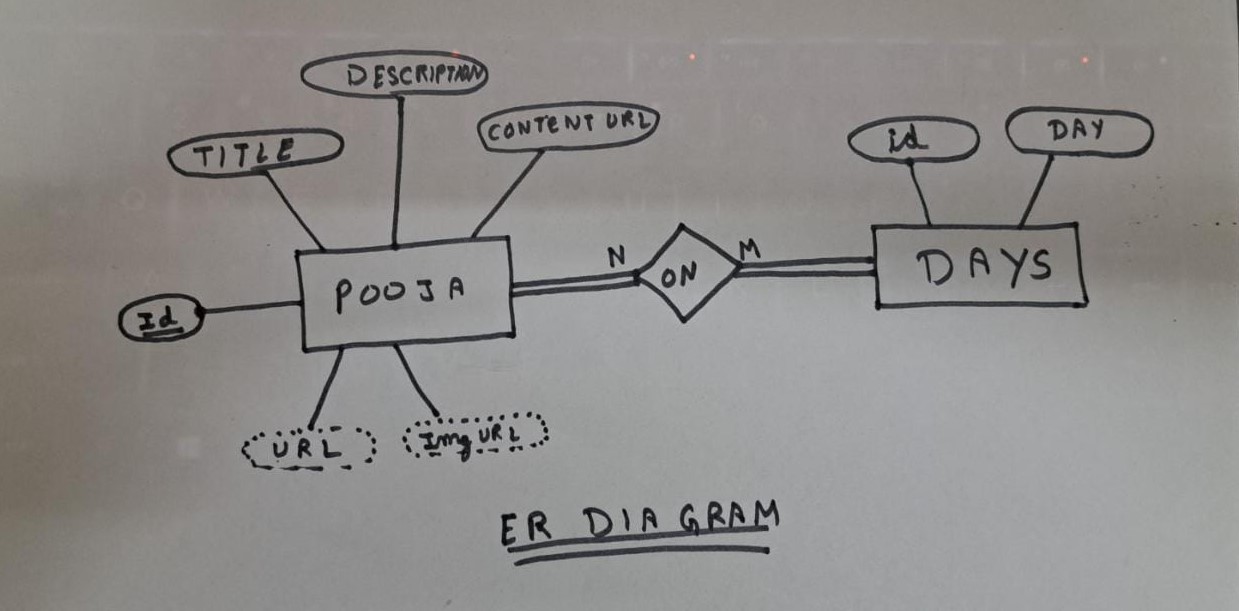 DESCRIPTION
CONTENT URL
TITLE
id
DAY
POOJA
N
ON
M
DAYS
Id
URL
Img URL
ER DIAGRAM